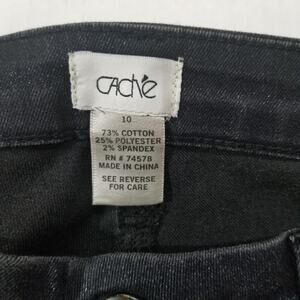 CAché
10
73% COTTON
25% POLYESTER
2% SPANDEX
RN # 74578
MADE IN CHINA
SEE REVERSE
FOR CARE